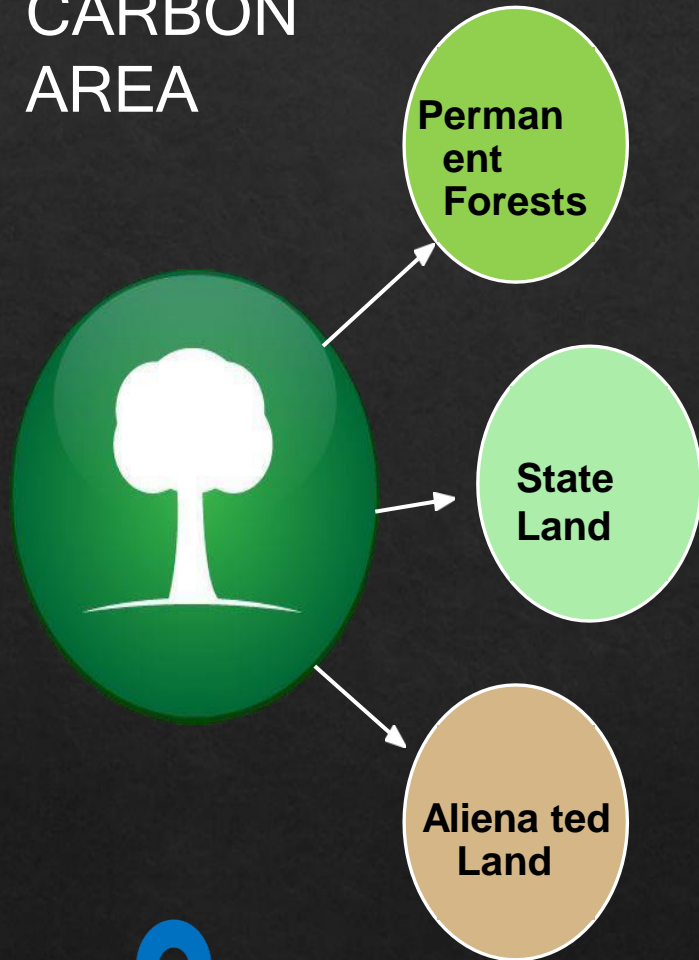 CARBON
AREA
Perman
ent
Forests
State
Land
Aliena ted
Land